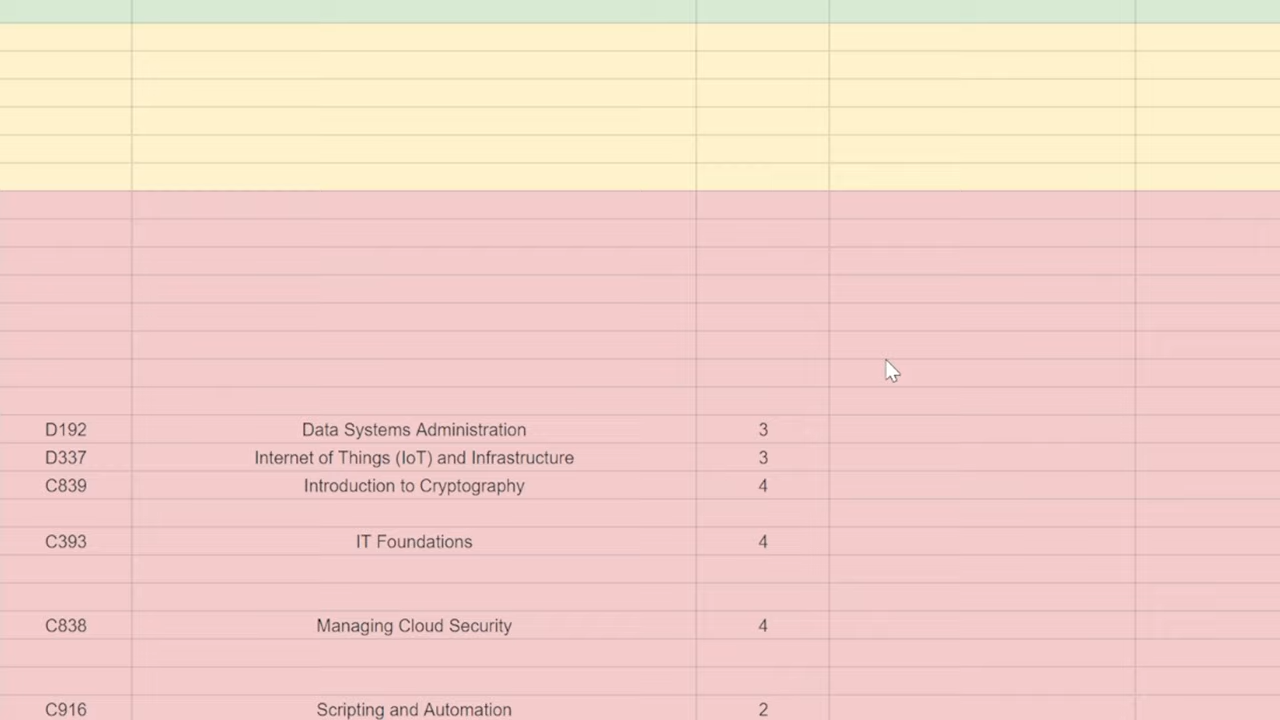 D192 Data Systems Administration 3
D337 Internet of Things (IoT) and Infrastructure 3
C839 Introduction to Cryptography 4
C393 IT Foundations 4
C838 Managing Cloud Security 4
C916 Scripting and Automation 2